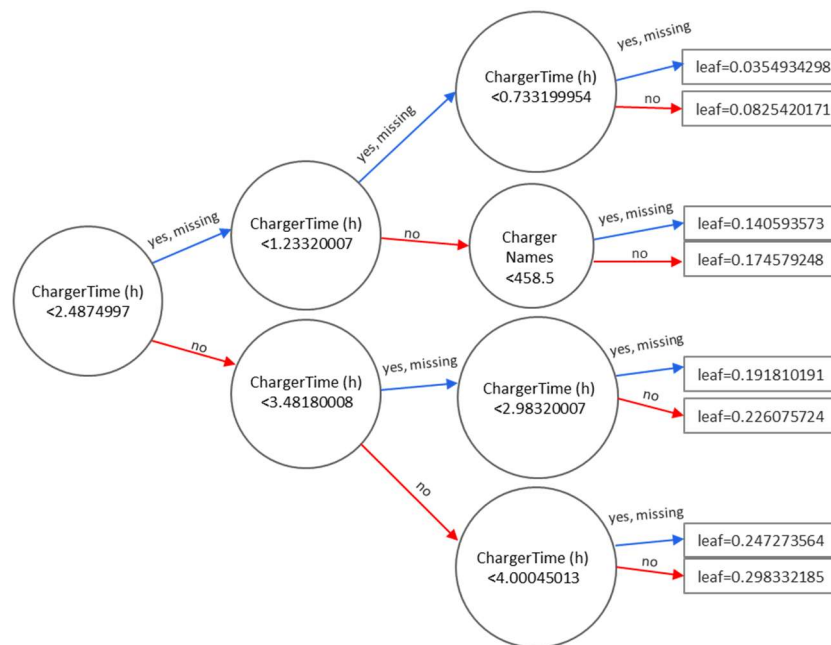 yes, missing
ChargerTime (h)
<0.733199954
leaf=0.0354934298
no
leaf=0.0825420171
yes, missing
ChargerTime (h)
<1.23320007
no
yes, missing
Charger
Names
<458.5
yes, missing
leaf=0.140593573
no
leaf=0.174579248
ChargerTime (h)
<2.4874997
no
ChargerTime (h)
<3.48180008
yes, missing
ChargerTime (h)
<2.98320007
yes, missing
leaf=0.191810191
no
leaf=0.226075724
no
ChargerTime (h)
<4.00045013
yes, missing
leaf=0.247273564
no
leaf=0.298332185